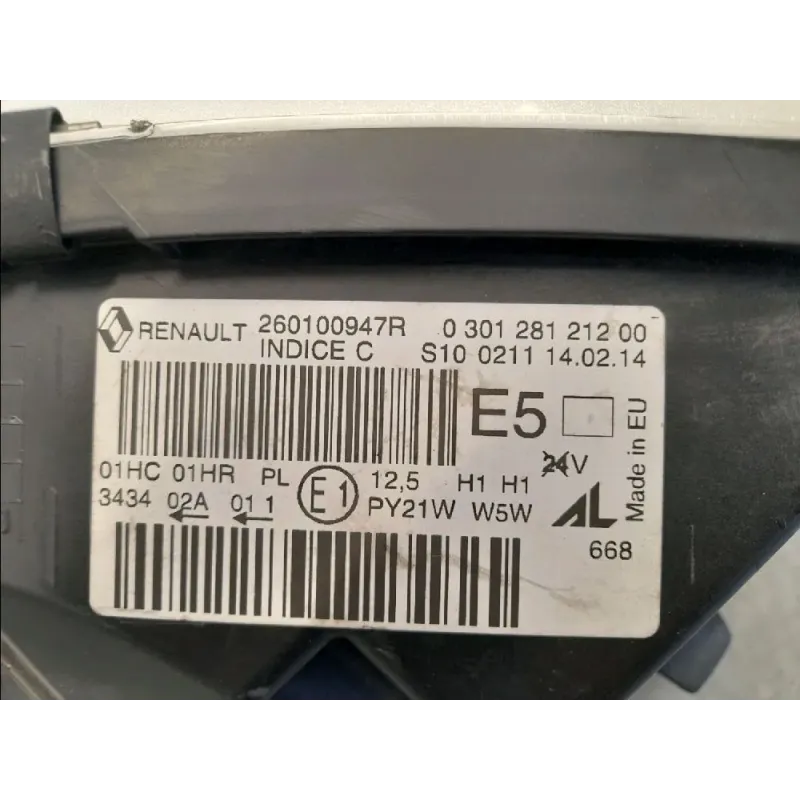 RENAULT 260100947R 0 301 281 212 00
INDICE C S10 0211 14.02.14
E5
01HC 01HR PL E1 12,5 H1 H1 24V
3434 02A 01 1 PY21W W5W AL
668
Made in EU